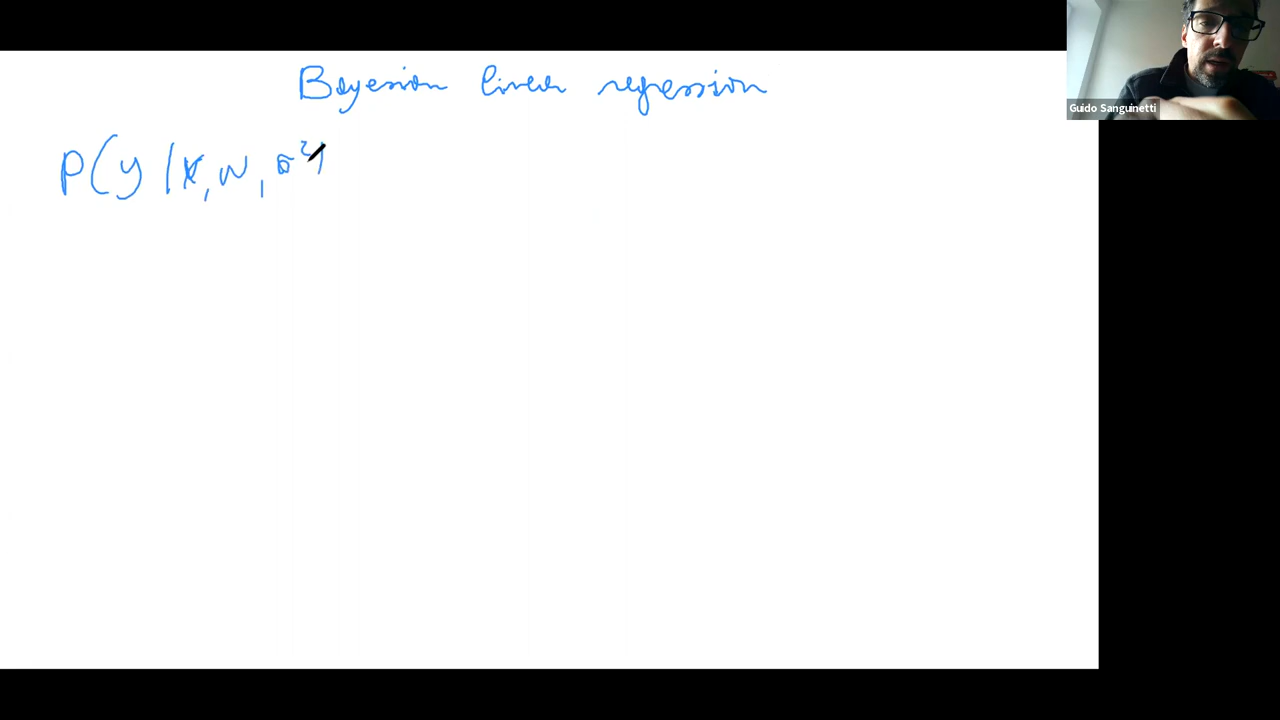 Bayesian linear regression
Guido Sanguinetti
P(y | x, w, σ²)